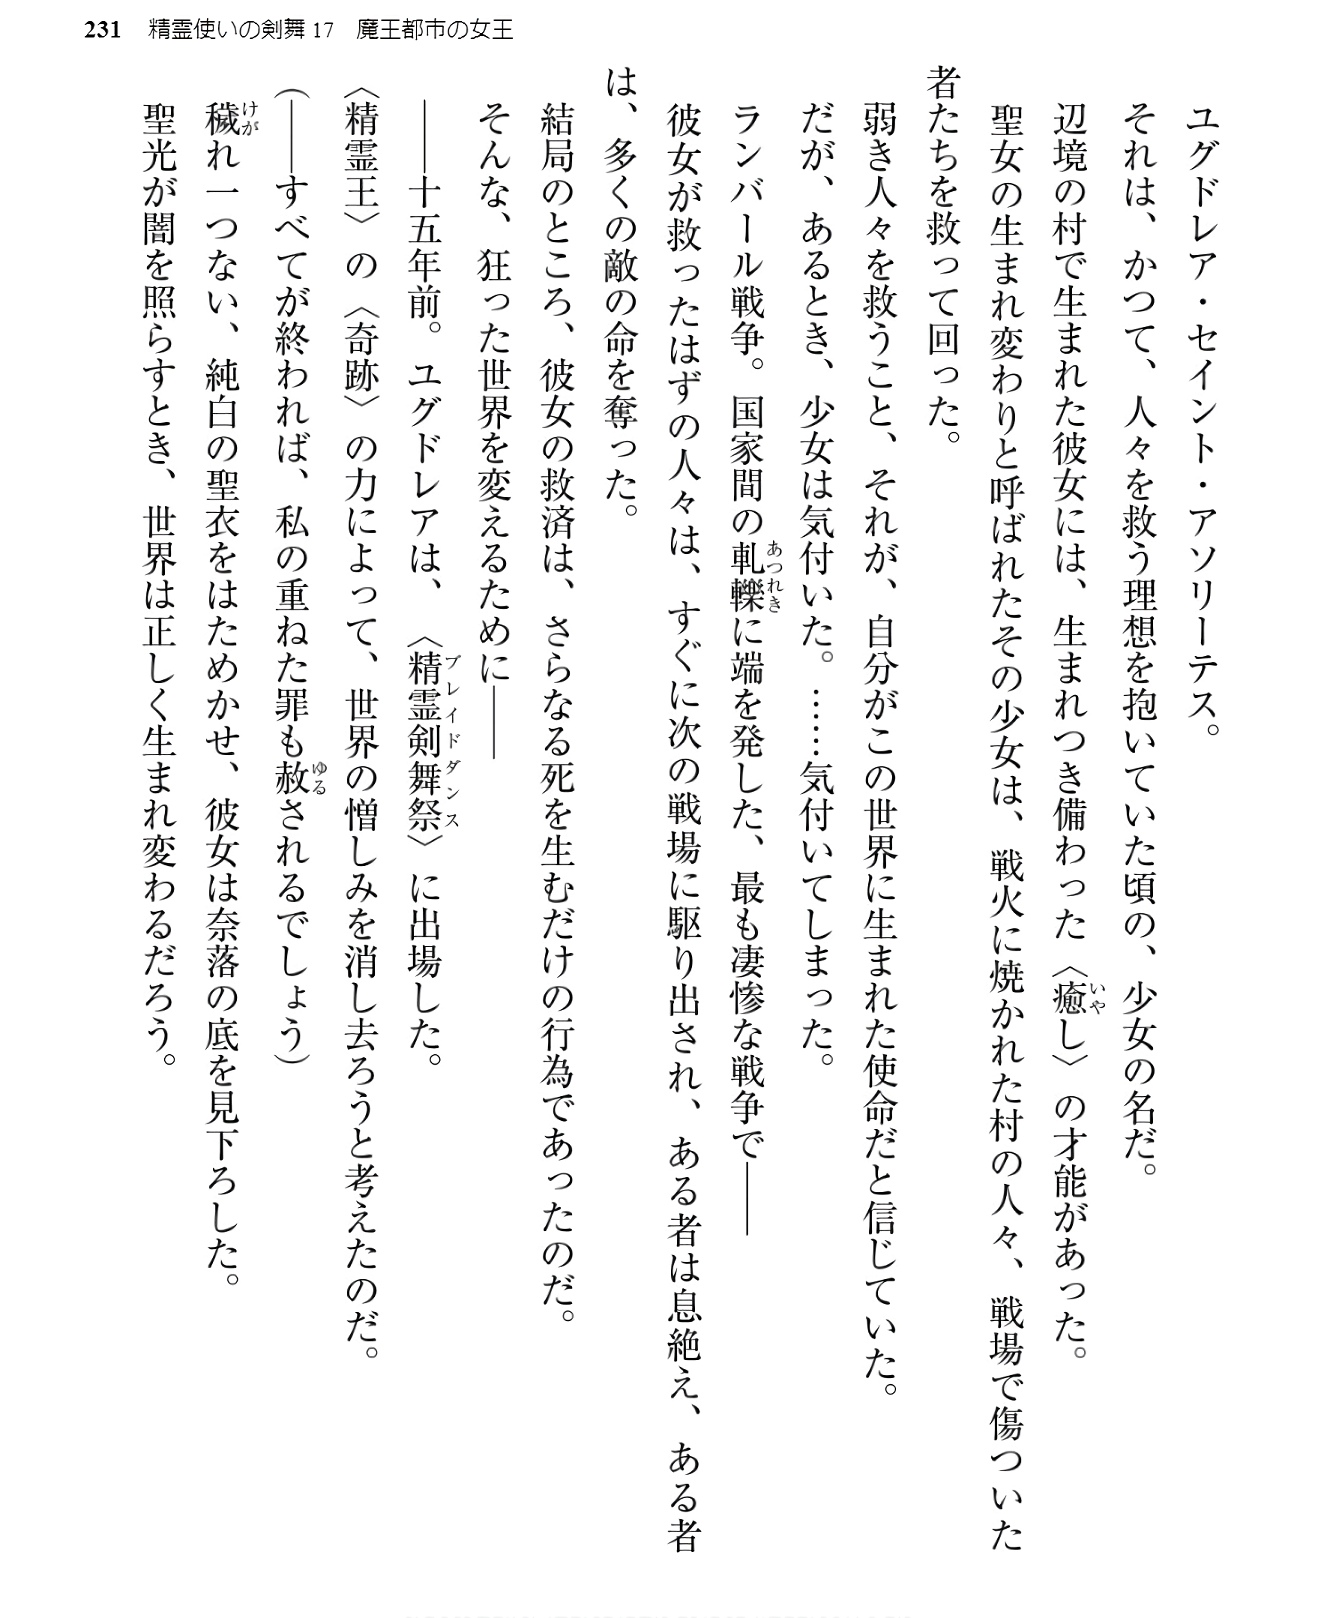 231 精霊使いの剣舞 17 魔王都市の女王
ユグドレア・セイント・アソリーテス。
それは、かつて、人々を救う理想を抱いていた頃の、少女の名だ。
辺境の村で生まれた彼女には、生まれつき備わった〈癒し〉の才能があった。
聖女の生まれ変わりと呼ばれたその少女は、戦火に焼かれた村の人々、戦場で傷ついた
者たちを救って回った。
弱き人々を救うこと、それが、自分がこの世界に生まれた使命だと信じていた。
だが、あるとき、少女は気付いた。……気付いてしまった。
ランバール戦争。国家間の軋轢に端を発した、最も凄惨な戦争で――
彼女が救ったはずの人々は、すぐに次の戦場に駆り出され、ある者は息絶え、ある者
は、多くの敵の命を奪った。
結局のところ、彼女の救済は、さらなる死を生むだけの行為であったのだ。
そんな、狂った世界を変えるために――
――十五年前。ユグドレアは、〈精霊剣舞祭〉に出場した。
〈精霊王〉の〈奇跡〉の力によって、世界の憎しみを消し去ろうと考えたのだ。
(――すべてが終われば、私の重ねた罪も赦されるでしょう)
穢れ一つない、純白の聖衣をはためかせ、彼女は奈落の底を見下ろした。
聖光が闇を照らすとき、世界は正しく生まれ変わるだろう。